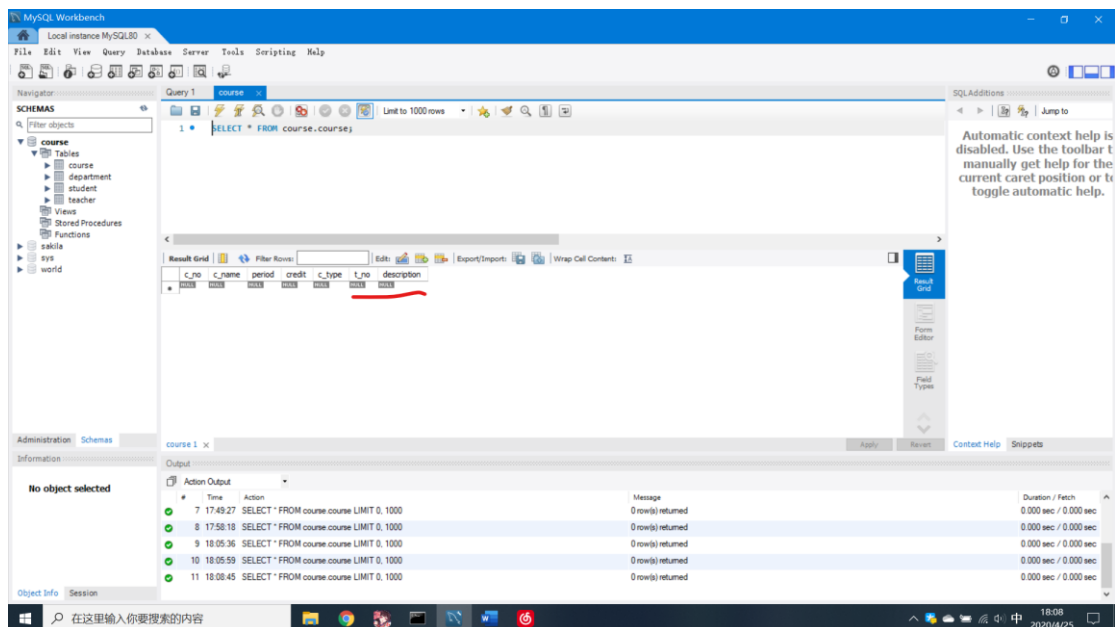 MySQL Workbench
Local instance MySQL80 ×
File Edit View Query Database Server Tools Scripting Help
Navigator
SCHEMAS
Filter objects
course
Tables
course
department
student
teacher
Views
Stored Procedures
Functions
sakila
sys
world
Administration Schemas
Information
No object selected
Object Info Session
Query 1 course ×
Limit to 1000 rows
1 SELECT * FROM course.course;
Result Grid Filter Rows: Edit: Export/Import: Wrap Cell Content:
c_no c_name period credit c_type t_no description
NULL NULL NULL NULL NULL NULL NULL
Result Grid
Form Editor
Field Types
course 1 ×
Apply Revert
SQLAdditions
Jump to
Automatic context help is
disabled. Use the toolbar t
manually get help for the
current caret position or to
toggle automatic help.
Context Help Snippets
Output
Action Output
# Time Action Message Duration / Fetch
7 17:49:27 SELECT * FROM course.course LIMIT 0, 1000 0 row(s) returned 0.000 sec / 0.000 sec
8 17:58:18 SELECT * FROM course.course LIMIT 0, 1000 0 row(s) returned 0.000 sec / 0.000 sec
9 18:05:36 SELECT * FROM course.course LIMIT 0, 1000 0 row(s) returned 0.000 sec / 0.000 sec
10 18:05:59 SELECT * FROM course.course LIMIT 0, 1000 0 row(s) returned 0.000 sec / 0.000 sec
11 18:08:45 SELECT * FROM course.course LIMIT 0, 1000 0 row(s) returned 0.000 sec / 0.000 sec
在这里输入你要搜索的内容
中
18:08
2020/4/25